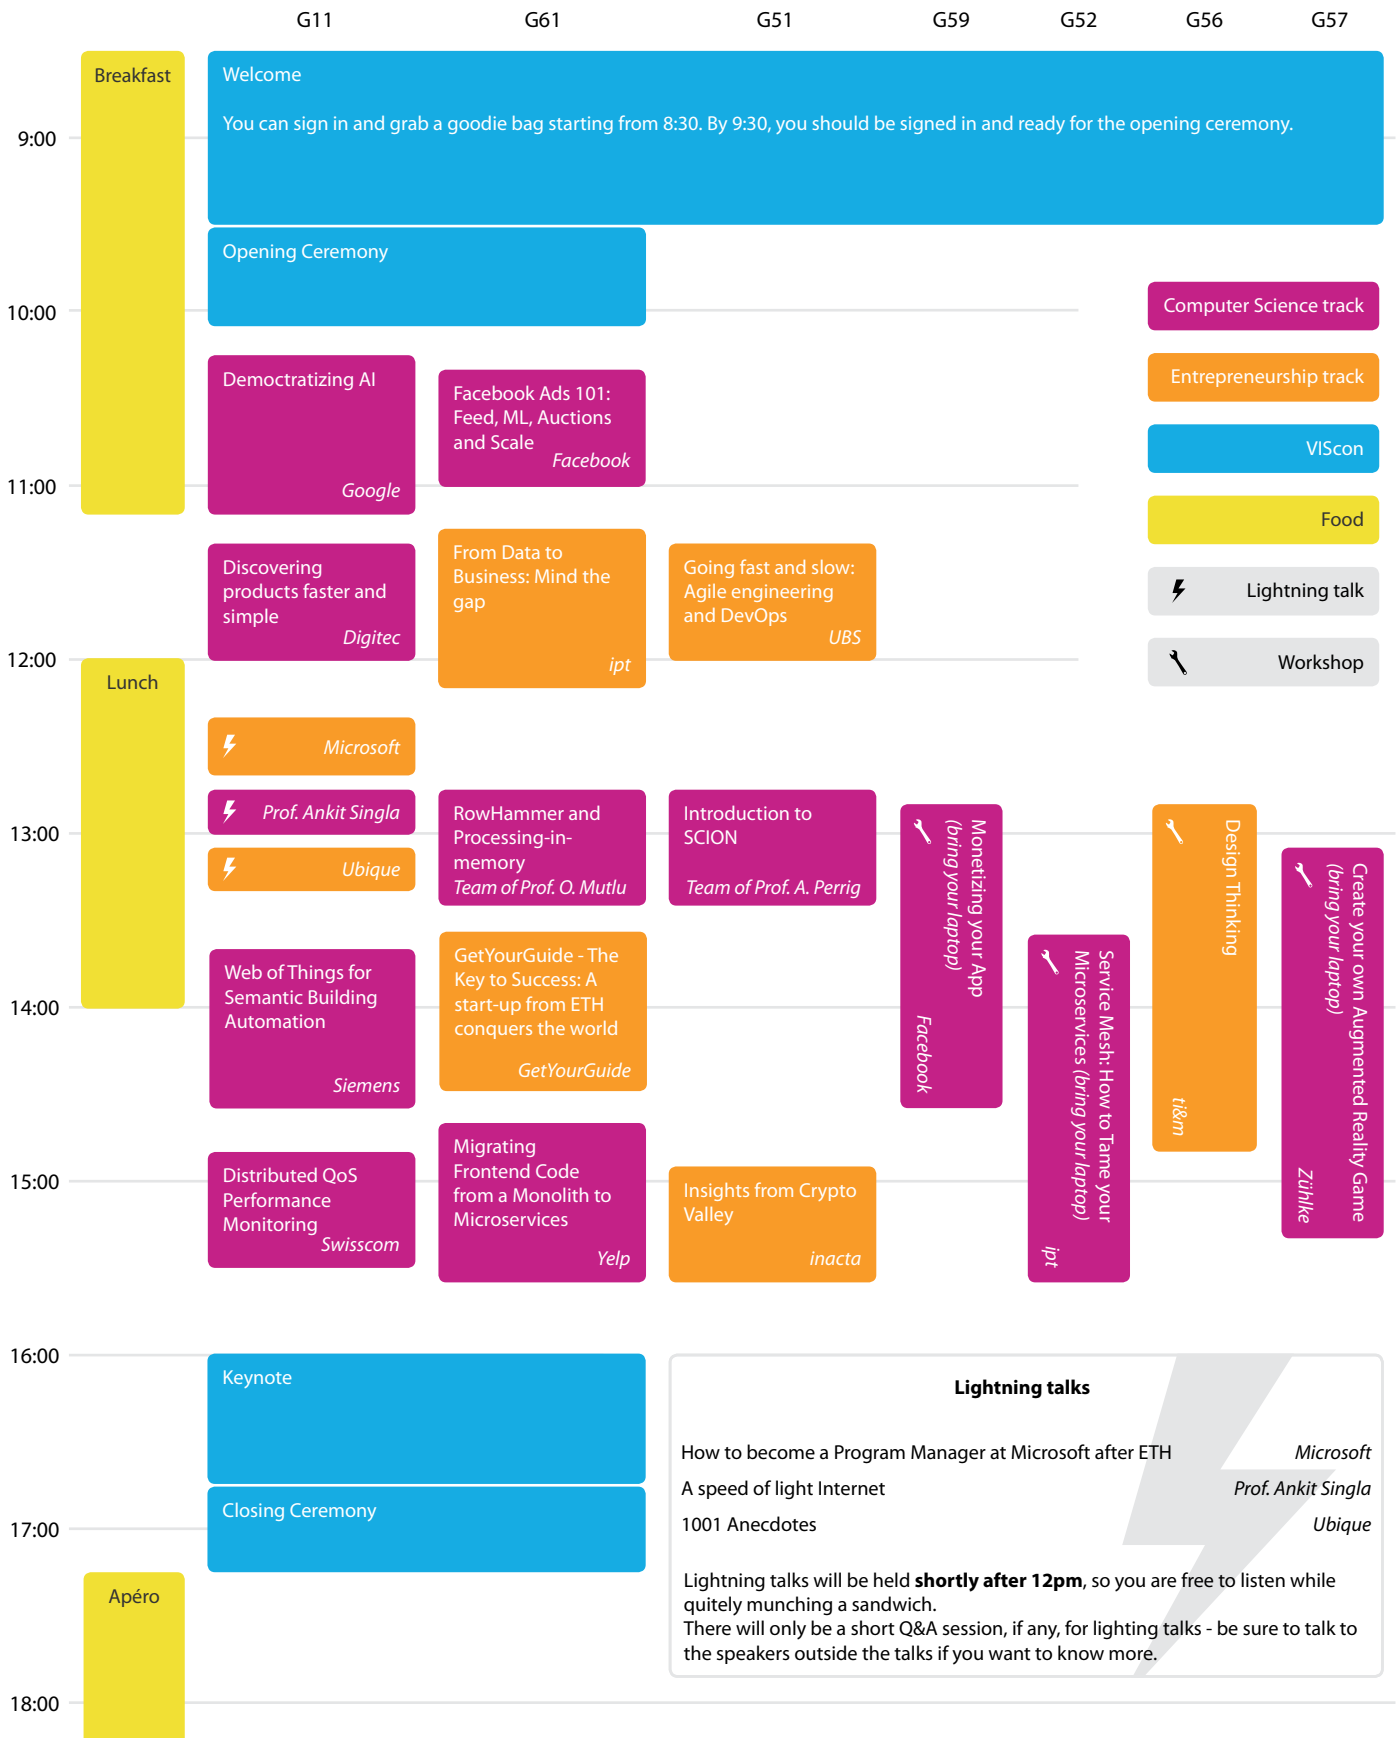 G11 G61 G51 G59 G52 G56 G57
Breakfast
Welcome
You can sign in and grab a goodie bag starting from 8:30. By 9:30, you should be signed in and ready for the opening ceremony.
9:00
Opening Ceremony
10:00
Computer Science track
Entrepreneurship track
VIScon
Food
Lightning talk
Workshop
Democtratizing AI
Google
Facebook Ads 101:
Feed, ML, Auctions
and Scale
Facebook
11:00
Discovering
products faster and
simple
Digitec
From Data to
Business: Mind the
gap
ipt
Going fast and slow:
Agile engineering
and DevOps
UBS
12:00
Lunch
Microsoft
Prof. Ankit Singla
Ubique
13:00
RowHammer and
Processing-in-
memory
Team of Prof. O. Mutlu
Introduction to
SCION
Team of Prof. A. Perrig
Monetizing your App
(bring your laptop)
Facebook
Service Mesh: How to Tame your
Microservices (bring your laptop)
ipt
Design Thinking
ti&m
Create your own Augmented Reality Game
(bring your laptop)
Zühlke
Web of Things for
Semantic Building
Automation
Siemens
GetYourGuide - The
Key to Success: A
start-up from ETH
conquers the world
GetYourGuide
14:00
Distributed QoS
Performance
Monitoring
Swisscom
Migrating
Frontend Code
from a Monolith to
Microservices
Yelp
Insights from Crypto
Valley
inacta
15:00
16:00
Keynote
Closing Ceremony
17:00
Apéro
18:00
Lightning talks
How to become a Program Manager at Microsoft after ETH Microsoft
A speed of light Internet Prof. Ankit Singla
1001 Anecdotes Ubique
Lightning talks will be held shortly after 12pm, so you are free to listen while
quitely munching a sandwich.
There will only be a short Q&A session, if any, for lighting talks - be sure to talk to
the speakers outside the talks if you want to know more.